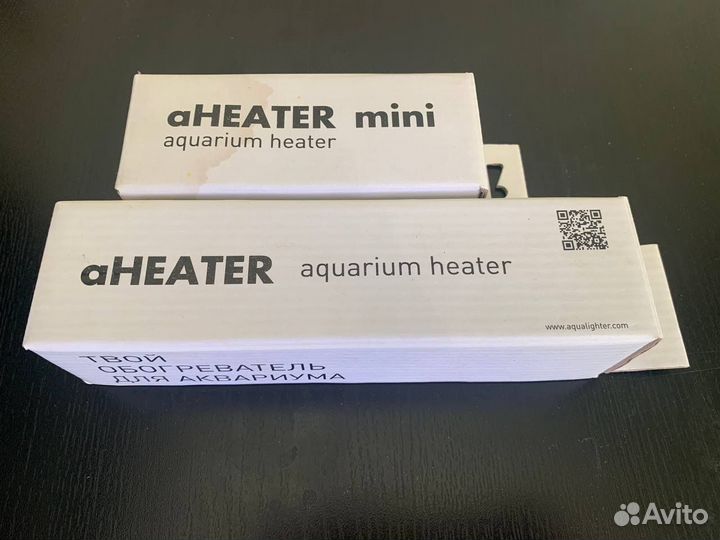 aHEATER mini
aquarium heater
aHEATER aquarium heater
www.aqualighter.com
ТВОЙ
ОБОГРЕВАТЕЛЬ
ДЛЯ АКВАРИУМА
Avito